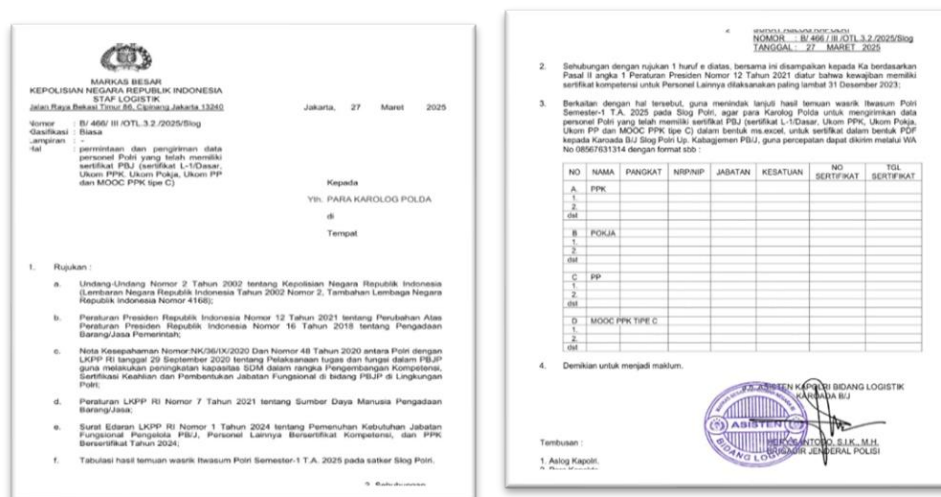 MARKAS BESAR
KEPOLISIAN NEGARA REPUBLIK INDONESIA
STAF LOGISTIK
Jalan Raya Bekasi Timur 86, Cipinang Jakarta 13240
Jakarta, 27 Maret 2025
Nomor : B/ 466/ III /OTL.3.2./2025/Slog
Klasifikasi : Biasa
Lampiran : -
Hal : permintaan dan pengiriman data
personel Polri yang telah memiliki
sertifikat PBJ (sertifikat L-1/Dasar,
Ukom PPK, Ukom Pokja, Ukom PP
dan MOOC PPK tipe C)
Kepada
Yth. PARA KAROLOG POLDA
di
Tempat
1. Rujukan :
a. Undang-Undang Nomor 2 Tahun 2002 tentang Kepolisian Negara Republik Indonesia
(Lembaran Negara Republik Indonesia Tahun 2002 Nomor 2, Tambahan Lembaga Negara
Republik Indonesia Nomor 4168);
b. Peraturan Presiden Republik Indonesia Nomor 12 Tahun 2021 tentang Perubahan Atas
Peraturan Presiden Republik Indonesia Nomor 16 Tahun 2018 tentang Pengadaan
Barang/Jasa Pemerintah;
c. Nota Kesepahaman Nomor:NK/36/IX/2020 Dan Nomor 48 Tahun 2020 antara Polri dengan
LKPP RI tanggal 29 September 2020 tentang Pelaksanaan tugas dan fungsi dalam PBJP
guna melakukan peningkatan kapasitas SDM dalam rangka Pengembangan Kompetensi,
Sertifikasi Keahlian dan Pembentukan Jabatan Fungsional di bidang PBJP di Lingkungan
Polri;
d. Peraturan LKPP RI Nomor 7 Tahun 2021 tentang Sumber Daya Manusia Pengadaan
Barang/Jasa;
e. Surat Edaran LKPP RI Nomor 1 Tahun 2024 tentang Pemenuhan Kebutuhan Jabatan
Fungsional Pengelola PB/J, Personel Lainnya Bersertifikat Kompetensi, dan PPK
Bersertifikat Tahun 2024;
f. Tabulasi hasil temuan wasrik Itwasum Polri Semester-1 T.A. 2025 pada satker Slog Polri.
NOMOR : B/ 466 / III /OTL.3.2./2025/Slog
TANGGAL : 27 MARET 2025
2. Sehubungan dengan rujukan 1 huruf e diatas, bersama ini disampaikan kepada Ka berdasarkan
Pasal II angka 1 Peraturan Presiden Nomor 12 Tahun 2021 diatur bahwa kewajiban memiliki
sertifikat kompetensi untuk Personel Lainnya dilaksanakan paling lambat 31 Desember 2023;
3. Berkaitan dengan hal tersebut, guna menindak lanjuti hasil temuan wasrik Itwasum Polri
Semester-1 T.A. 2025 pada Slog Polri, agar para Karolog Polda untuk mengirimkan data
personel Polri yang telah memiliki sertifikat PBJ (sertifikat L-1/Dasar, Ukom PPK, Ukom Pokja,
Ukom PP dan MOOC PPK tipe C) dalam bentuk ms.excel, untuk sertifikat dalam bentuk PDF
kepada Karoada B/J Slog Polri Up. Kabagjemen PB/J, guna percepatan dapat dikirim melalui WA
No 08567631314 dengan format sbb :
NO NAMA PANGKAT NRP/NIP JABATAN KESATUAN NO SERTIFIKAT TGL SERTIFIKAT
A. PPK
1.
2.
dst
B POKJA
1.
2.
dst
C PP
1.
2.
dst
D MOOC PPK TIPE C
1.
2.
dst
4. Demikian untuk menjadi maklum.
a.n. ASISTEN KAPOLRI BIDANG LOGISTIK
KAROADA B/J
ASISTEN
BIDANG LOGISTIK
S.I.K., M.H.
BRIGADIR JENDERAL POLISI
Tembusan :
1. Aslog Kapolri.